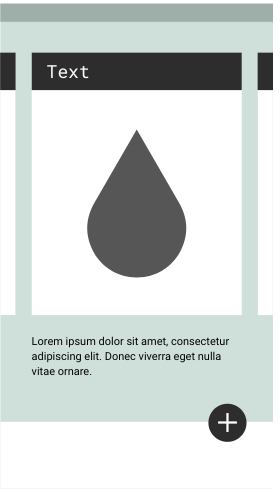 Text
Lorem ipsum dolor sit amet, consectetur
adipiscing elit. Donec viverra eget nulla
vitae ornare.